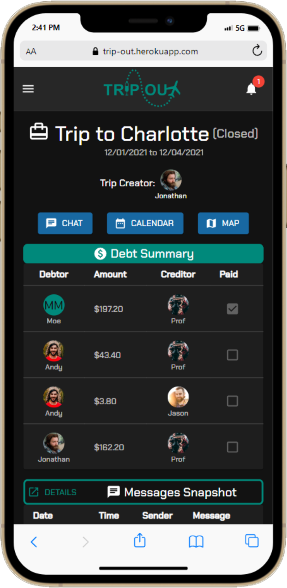 2:41 PM 5G
AA trip-out.herokuapp.com
TRIP OUT 1
Trip to Charlotte (Closed)
12/01/2021 to 12/04/2021
Trip Creator:
Jonathan
CHAT CALENDAR MAP
$ Debt Summary
Debtor Amount Creditor Paid
MM $197.20
Moe Prof
$43.40
Andy Prof
$3.80
Andy Jason
$162.20
Jonathan Prof
DETAILS Messages Snapshot
Date Time Sender Message